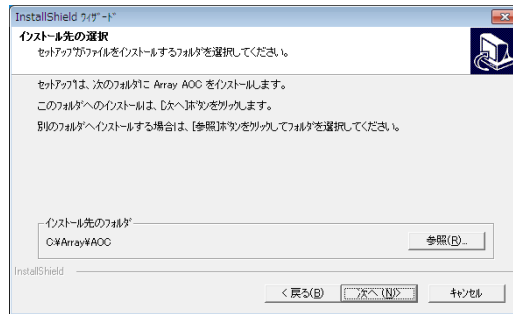 InstallShield ウィザード
インストール先の選択
セットアップがファイルをインストールするフォルダを選択してください。
セットアップは、次のフォルダに Array AOC をインストールします。
このフォルダへのインストールは、[次へ]ボタンをクリックします。
別のフォルダへインストールする場合は、[参照]ボタンをクリックしてフォルダを選択してください。
インストール先のフォルダ
C:¥Array¥AOC
参照(R)...
InstallShield
< 戻る(B)
次へ(N)>
キャンセル